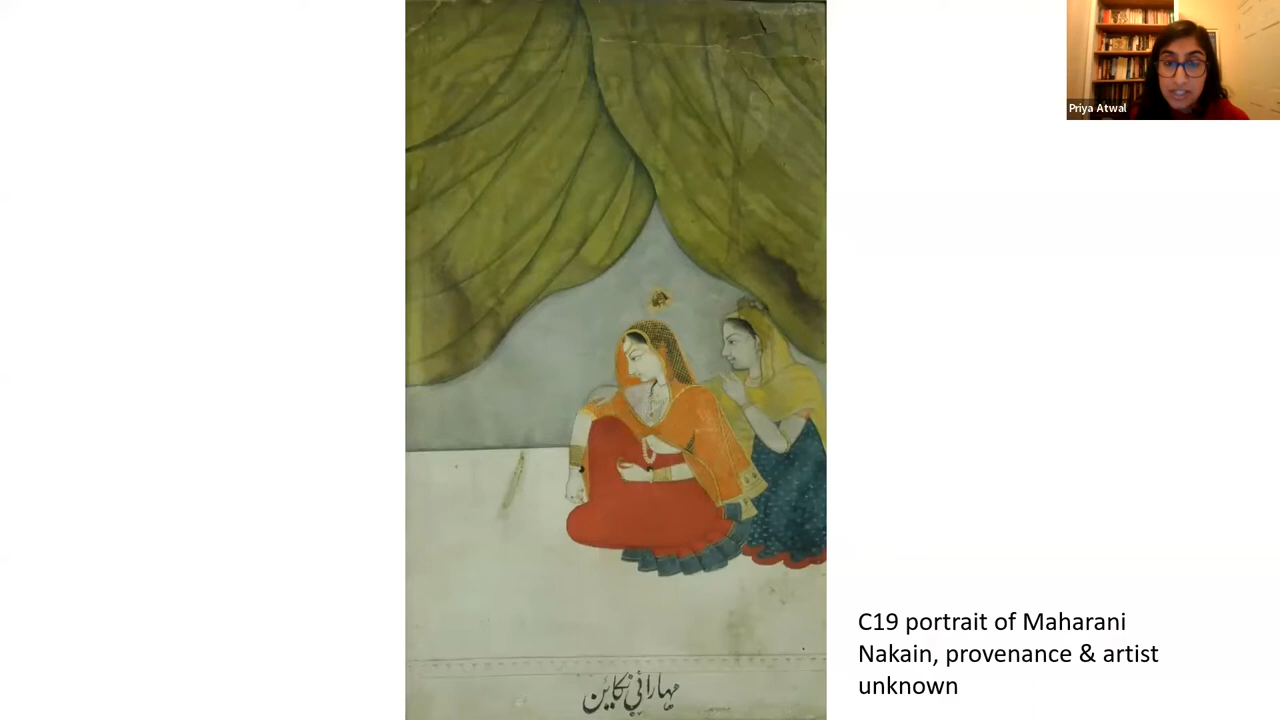 Priya Atwal
مہارانی نکاین
C19 portrait of Maharani
Nakain, provenance & artist
unknown